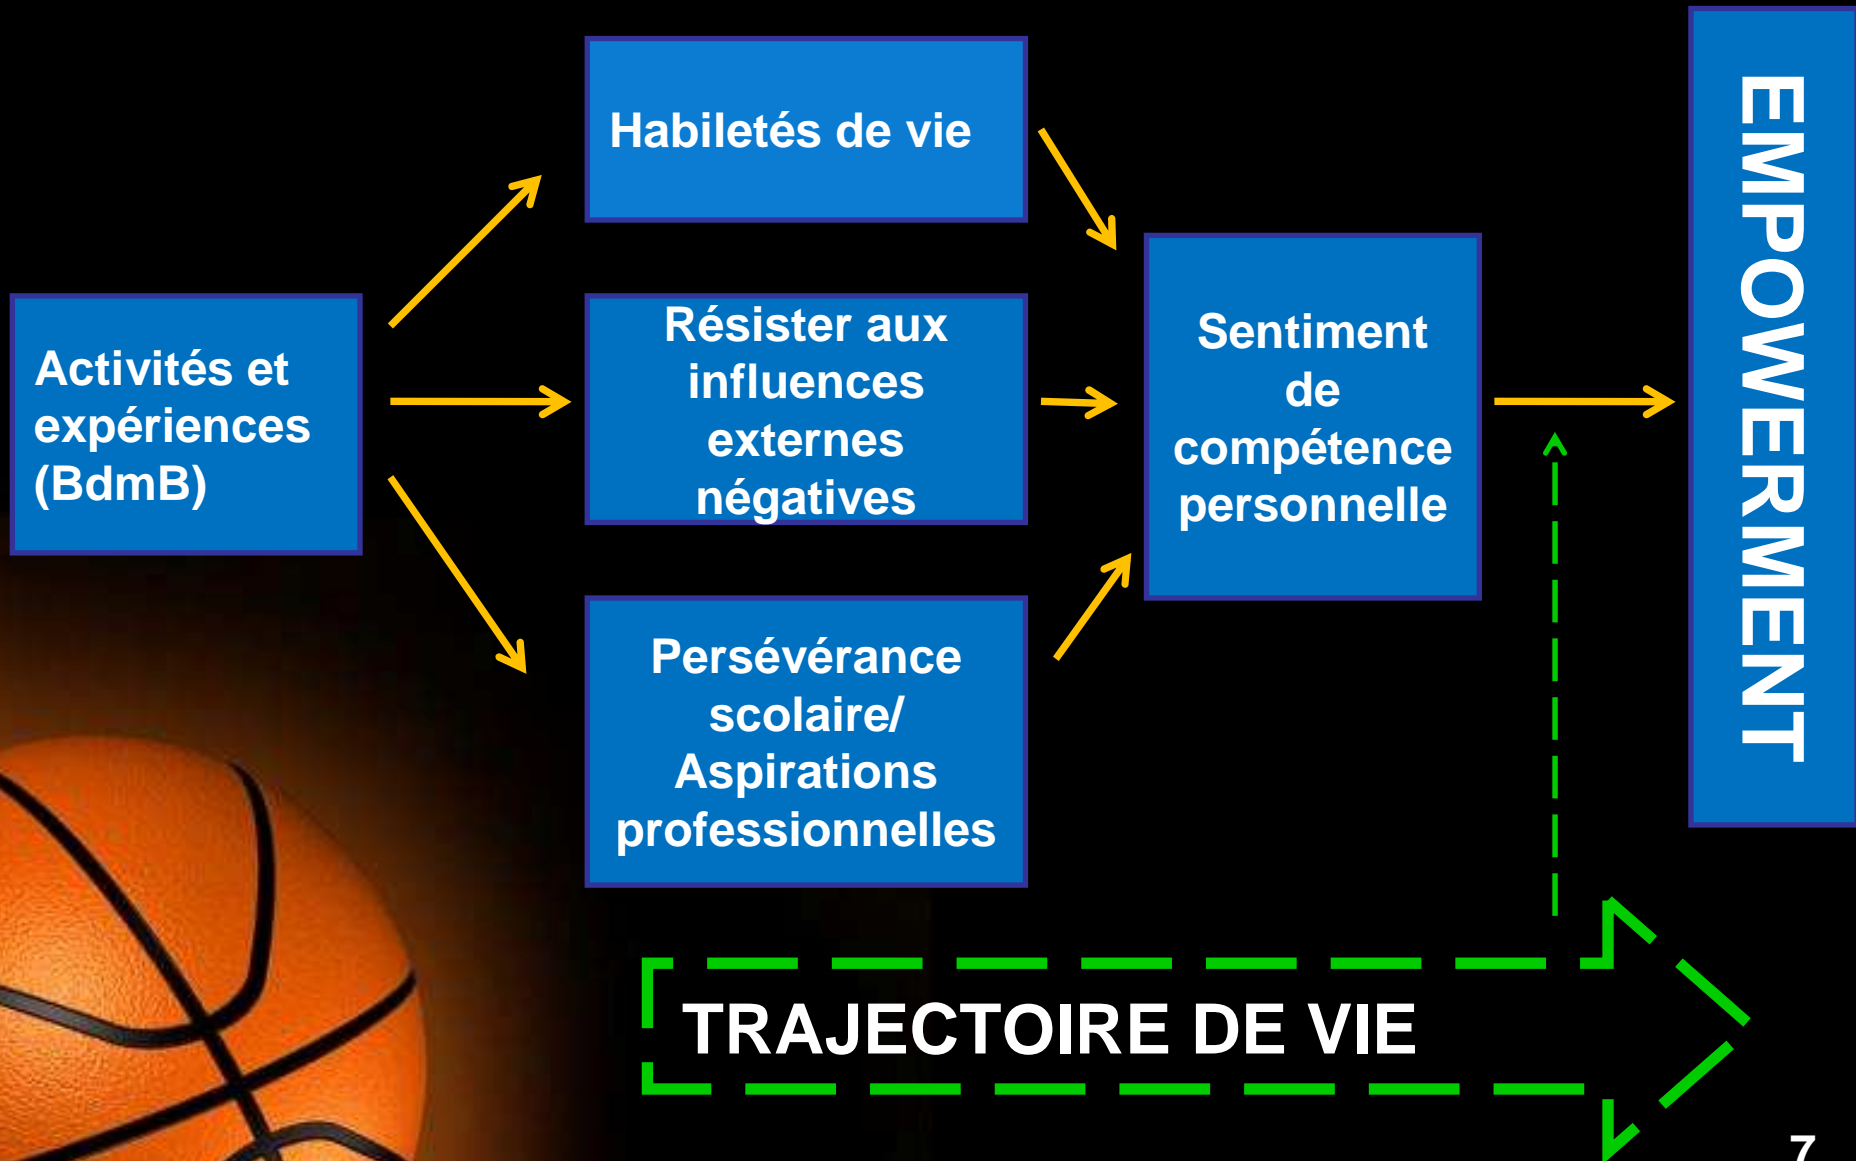 Habiletés de vie
Activités et
expériences
(BdmB)
Résister aux
influences
externes
négatives
Persévérance
scolaire/
Aspirations
professionnelles
Sentiment
de
compétence
personnelle
EMPOWERMENT
TRAJECTOIRE DE VIE
7